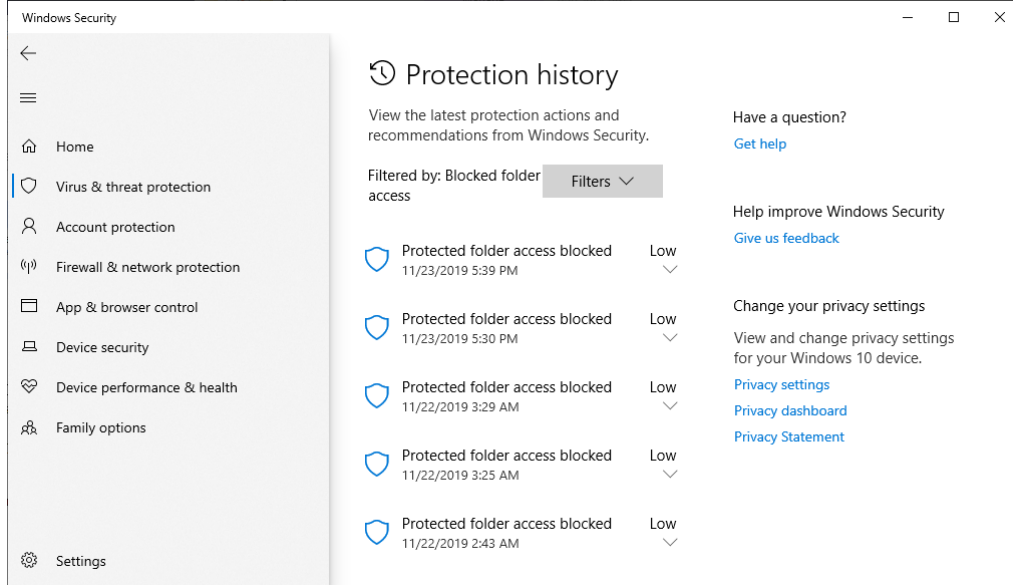 Windows Security
Home
Virus & threat protection
Account protection
Firewall & network protection
App & browser control
Device security
Device performance & health
Family options
Settings
Protection history
View the latest protection actions and
recommendations from Windows Security.
Filtered by: Blocked folder
access
Filters
Protected folder access blocked Low
11/23/2019 5:39 PM
Protected folder access blocked Low
11/23/2019 5:30 PM
Protected folder access blocked Low
11/22/2019 3:29 AM
Protected folder access blocked Low
11/22/2019 3:25 AM
Protected folder access blocked Low
11/22/2019 2:43 AM
Have a question?
Get help
Help improve Windows Security
Give us feedback
Change your privacy settings
View and change privacy settings
for your Windows 10 device.
Privacy settings
Privacy dashboard
Privacy Statement